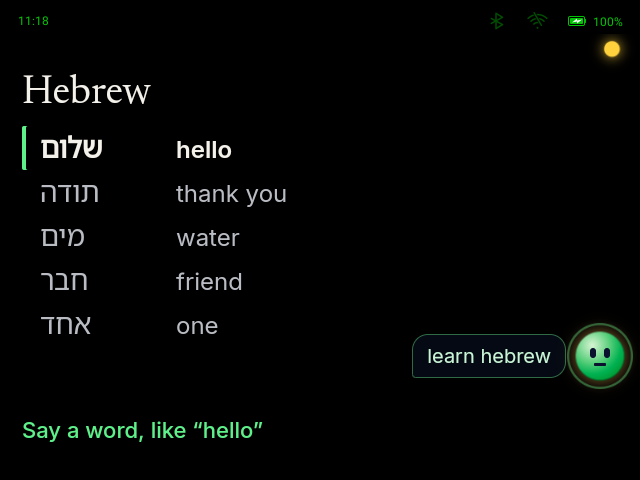 11:18
100%
Hebrew
שלום hello
תודה thank you
מים water
חבר friend
אחד one
learn hebrew
Say a word, like “hello”